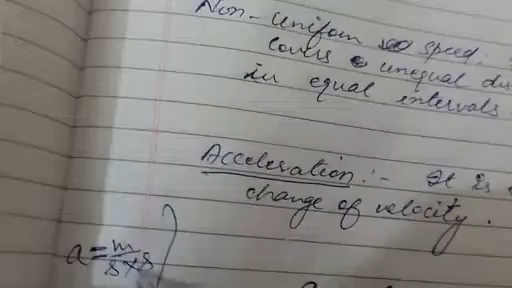 Non-uniform speed:
covers unequal
in equal intervals
Acceleration:- It is
change of velocity.
a = m/s×s